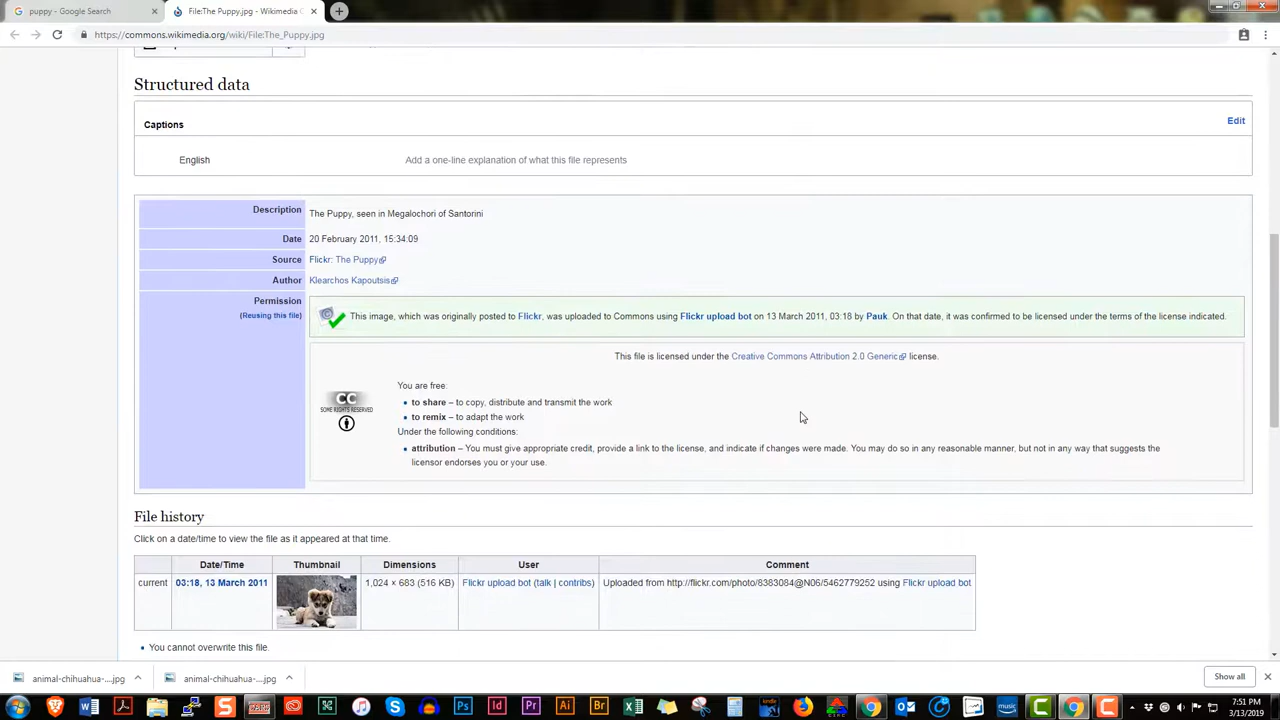 puppy - Google Search
File:The Puppy.jpg - Wikimedia C
https://commons.wikimedia.org/wiki/File:The_Puppy.jpg
Structured data
Captions
Edit
English
Add a one-line explanation of what this file represents
Description
The Puppy, seen in Megalochori of Santorini
Date
20 February 2011, 15:34:09
Source
Flickr: The Puppy
Author
Klearchos Kapoutsis
Permission
(Reusing this file)
This image, which was originally posted to Flickr, was uploaded to Commons using Flickr upload bot on 13 March 2011, 03:18 by Pauk. On that date, it was confirmed to be licensed under the terms of the license indicated.
This file is licensed under the Creative Commons Attribution 2.0 Generic license.
CC
SOME RIGHTS RESERVED
You are free:
• to share – to copy, distribute and transmit the work
• to remix – to adapt the work
Under the following conditions:
• attribution – You must give appropriate credit, provide a link to the license, and indicate if changes were made. You may do so in any reasonable manner, but not in any way that suggests the
licensor endorses you or your use.
File history
Click on a date/time to view the file as it appeared at that time.
Date/Time Thumbnail Dimensions User Comment
current 03:18, 13 March 2011 1,024 × 683 (516 KB) Flickr upload bot (talk | contribs) Uploaded from http://flickr.com/photo/8383084@N06/5462779252 using Flickr upload bot
• You cannot overwrite this file.
animal-chihuahua-....jpg
animal-chihuahua-....jpg
Show all
7:51 PM
3/13/2019